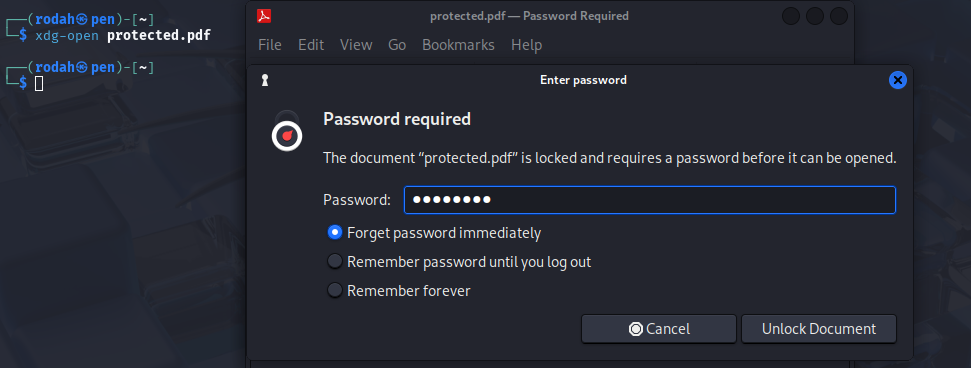 ┌──(rodah㉿pen)-[~]
└─$ xdg-open protected.pdf
┌──(rodah㉿pen)-[~]
└─$
protected.pdf — Password Required
File Edit View Go Bookmarks Help
Enter password
Password required
The document “protected.pdf” is locked and requires a password before it can be opened.
Password: ●●●●●●●●
Forget password immediately
Remember password until you log out
Remember forever
Cancel Unlock Document